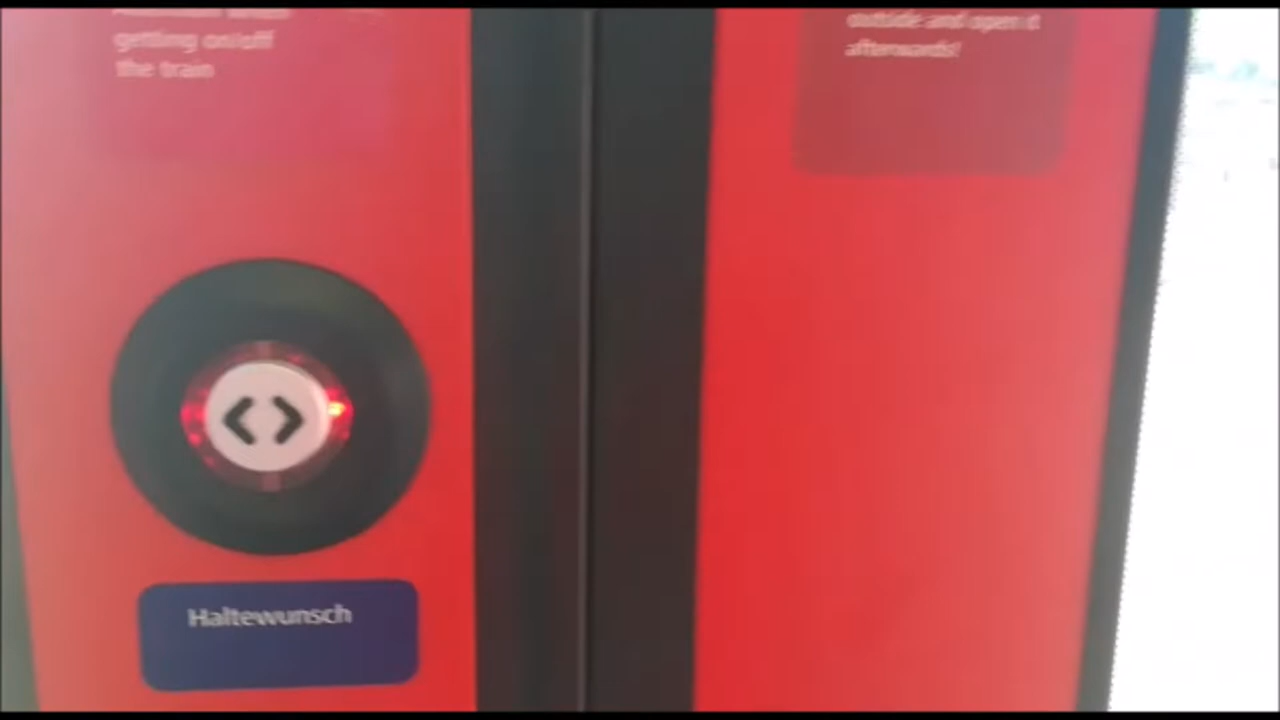 getting on/off
the train
outside and open it
afterwards!
Haltewunsch